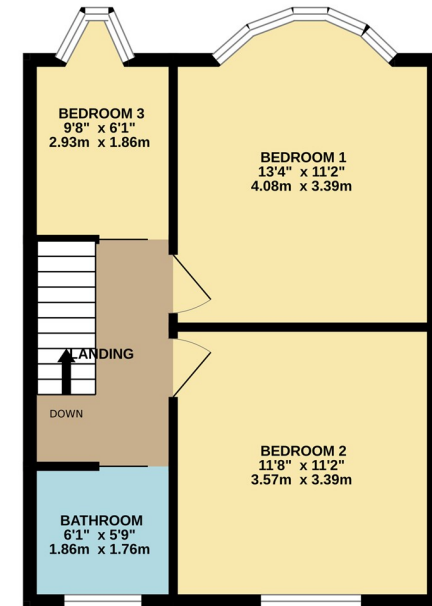 BEDROOM 3
9'8" x 6'1"
2.93m x 1.86m
BEDROOM 1
13'4" x 11'2"
4.08m x 3.39m
LANDING
DOWN
BEDROOM 2
11'8" x 11'2"
3.57m x 3.39m
BATHROOM
6'1" x 5'9"
1.86m x 1.76m